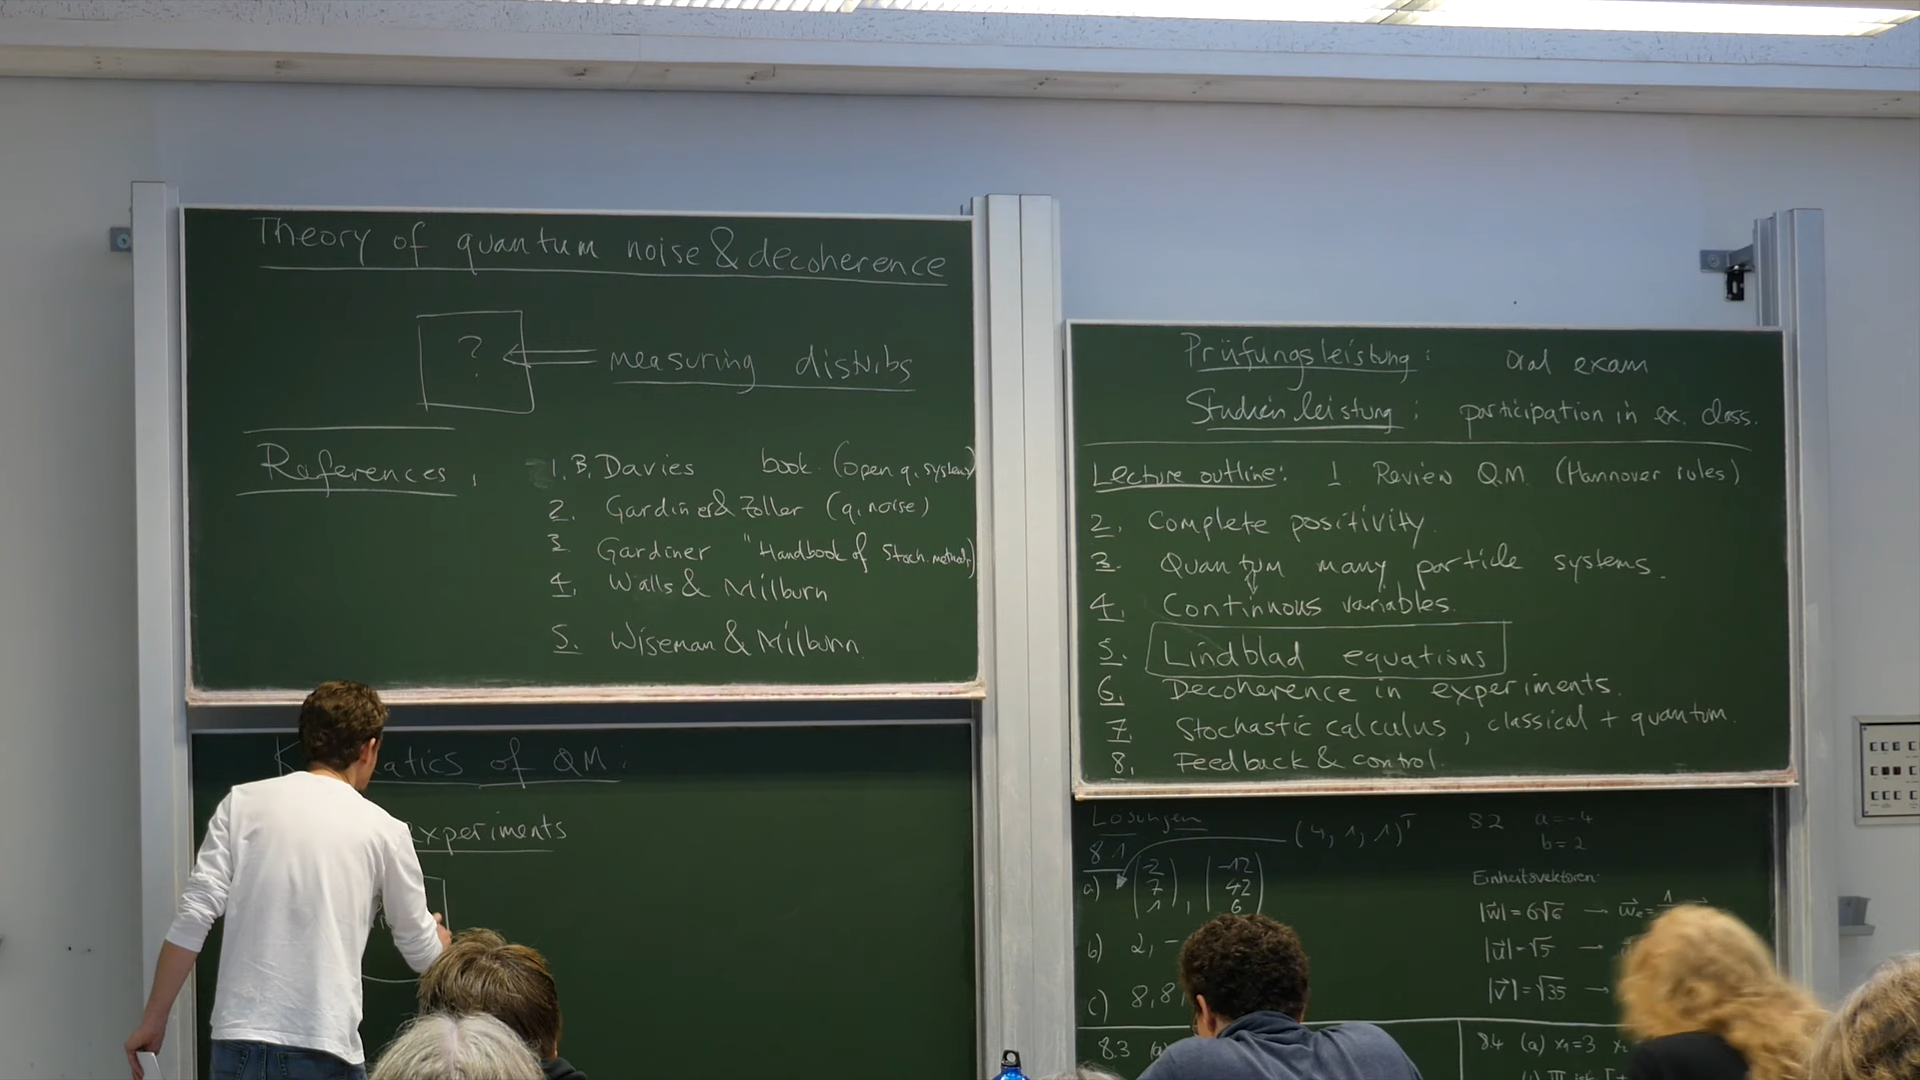 Theory of quantum noise & decoherence
?
measuring distrbs
References:
1. B, Davies book (open q. systems)
2. Gardiner & Zoller (q. noise)
3 Gardiner "Handbook of Stoch. methods)
4. Walls & Milburn
5. Wiseman & Milburn
atics of QM:
experiments
Prüfungsleistung: oral exam
Studienleistung: participation in ex. class.
Lecture outline: 1. Review QM (Hannover rules)
2. Complete positivity.
3. Quantum many particle systems.
4. Continuous variables.
5. Lindblad equations
6. Decoherence in experiments.
7. Stochastic calculus, classical + quantum.
8. Feedback & control.
Lösungen
8.1
(4, 1, 1)ᵀ
a) (-2 7 1), (-12 42 6)
b) 2, -
c) 8,8
8.3 (a)
8.2 a = -4
b = 2
Einheitsvektoren:
|w⃗| = 6√6 → w⃗e = 1
|u⃗| = √5 →
|v⃗| = √35 →
8.4 (a) x₁=3 x₂